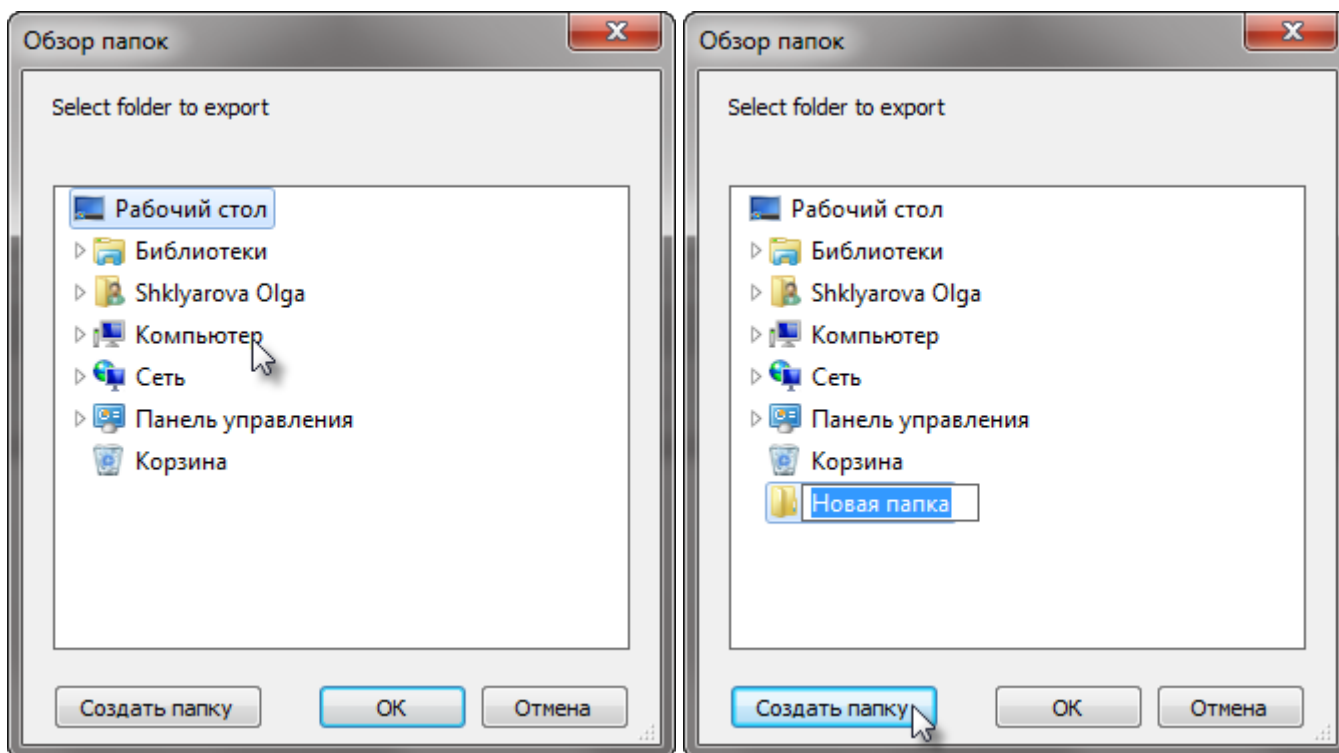 Обзор папок
Select folder to export
Рабочий стол
Библиотеки
Shklyarova Olga
Компьютер
Сеть
Панель управления
Корзина
Создать папку
ОК
Отмена
Обзор папок
Select folder to export
Рабочий стол
Библиотеки
Shklyarova Olga
Компьютер
Сеть
Панель управления
Корзина
Новая папка
Создать папку
ОК
Отмена